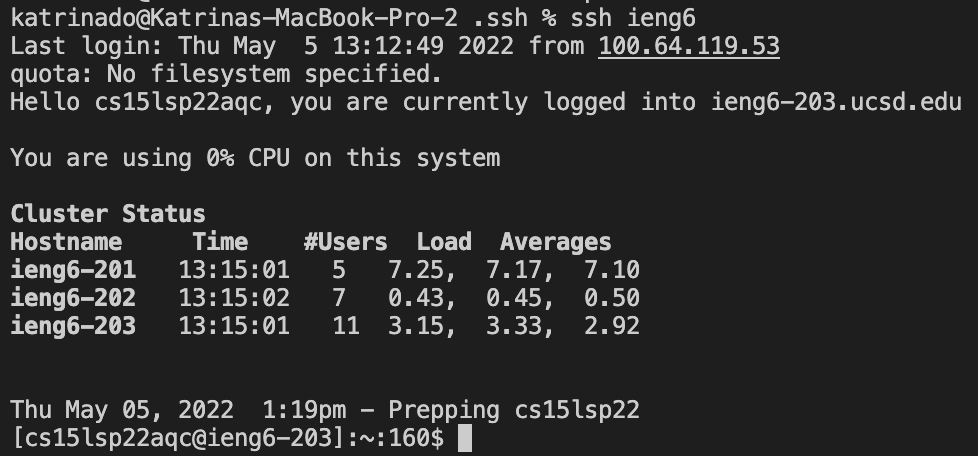 katrinado@Katrinas-MacBook-Pro-2 .ssh % ssh ieng6
Last login: Thu May  5 13:12:49 2022 from 100.64.119.53
quota: No filesystem specified.
Hello cs15lsp22aqc, you are currently logged into ieng6-203.ucsd.edu
You are using 0% CPU on this system
Cluster Status
Hostname     Time    #Users  Load  Averages
ieng6-201   13:15:01   5   7.25,  7.17,  7.10
ieng6-202   13:15:02   7   0.43,  0.45,  0.50
ieng6-203   13:15:01   11  3.15,  3.33,  2.92
Thu May 05, 2022  1:19pm - Prepping cs15lsp22
[cs15lsp22aqc@ieng6-203]:~:160$